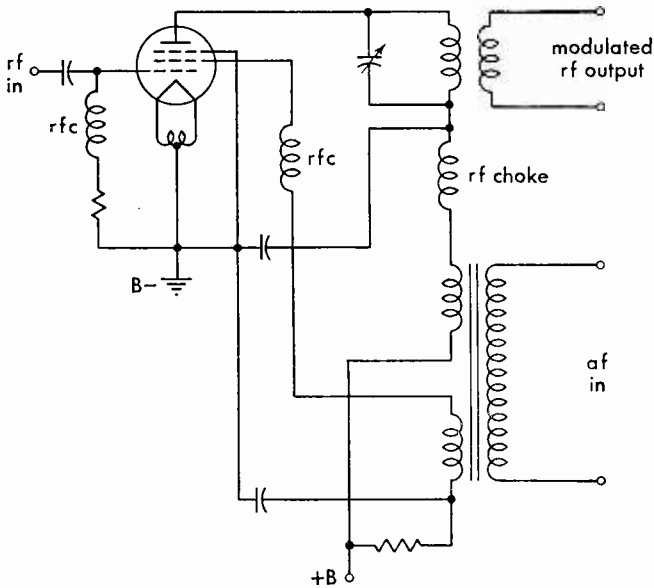 rf
in
rfc
B–
rfc
modulated
rf output
rf choke
af
in
+B